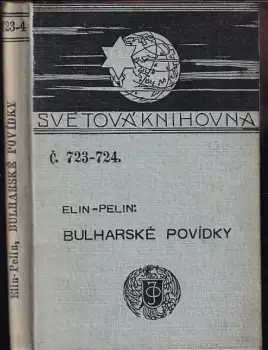 723-4
Elin-Pelin, BULHARSKÉ POVÍDKY
SVĚTOVÁ KNIHOVNA
Č. 723-724.
ELIN-PELIN:
BULHARSKÉ POVÍDKY